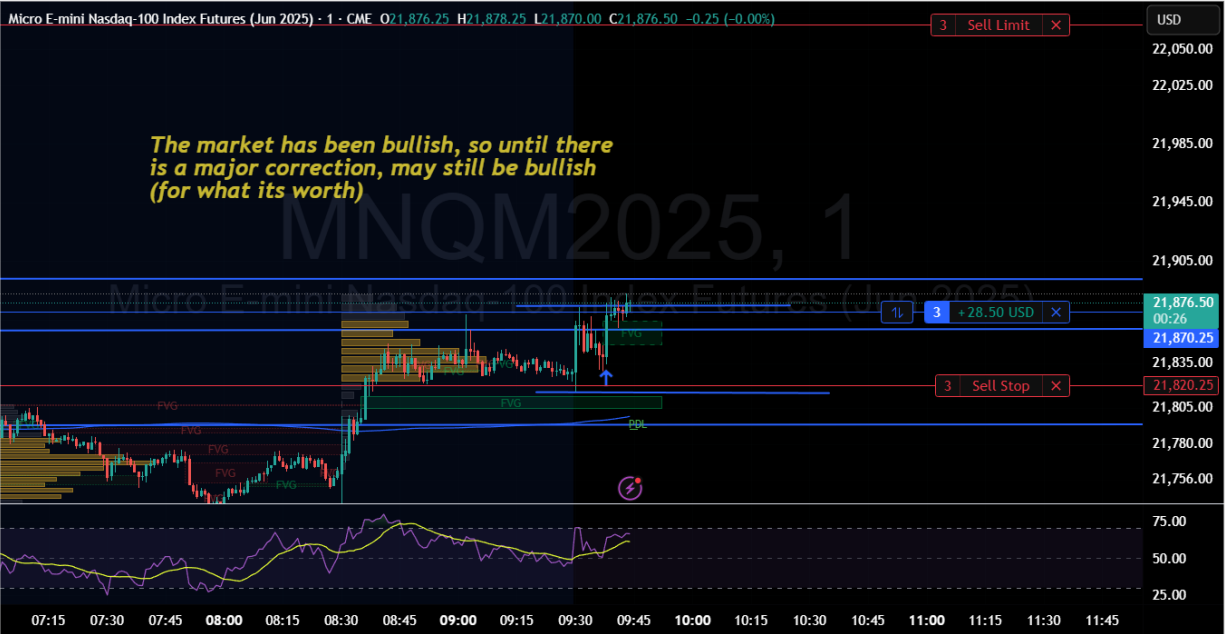 Micro E-mini Nasdaq-100 Index Futures (Jun 2025) · 1 · CME O21,876.25 H21,878.25 L21,870.00 C21,876.50 −0.25 (−0.00%)
USD
3 Sell Limit
22,050.00
22,025.00
The market has been bullish, so until there
is a major correction, may still be bullish
(for what its worth)
21,985.00
MNQM2025, 1
21,945.00
21,905.00
Micro E-mini Nasdaq-100 Index Futures (Jun 2025)
21,876.50
00:26
3 +28.50 USD
21,870.25
FVG
21,835.00
FVG
FVG
3 Sell Stop
21,820.25
FVG
FVG
21,805.00
PDL
FVG
21,780.00
FVG
FVG
FVG
21,756.00
75.00
50.00
25.00
07:15 07:30 07:45 08:00 08:15 08:30 08:45 09:00 09:15 09:30 09:45 10:00 10:15 10:30 10:45 11:00 11:15 11:30 11:45